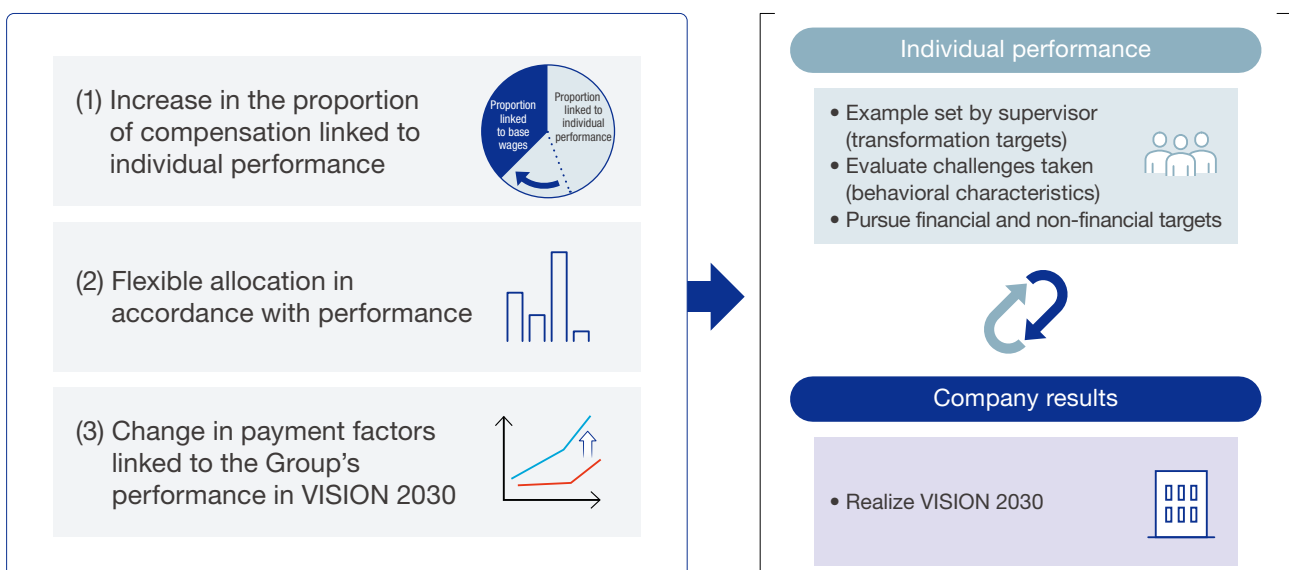 (1) Increase in the proportion
of compensation linked to
individual performance
Proportion
linked
to base
wages
Proportion
linked to
individual
performance
(2) Flexible allocation in
accordance with performance
(3) Change in payment factors
linked to the Group's
performance in VISION 2030
Individual performance
• Example set by supervisor
(transformation targets)
• Evaluate challenges taken
(behavioral characteristics)
• Pursue financial and non-financial targets
Company results
• Realize VISION 2030